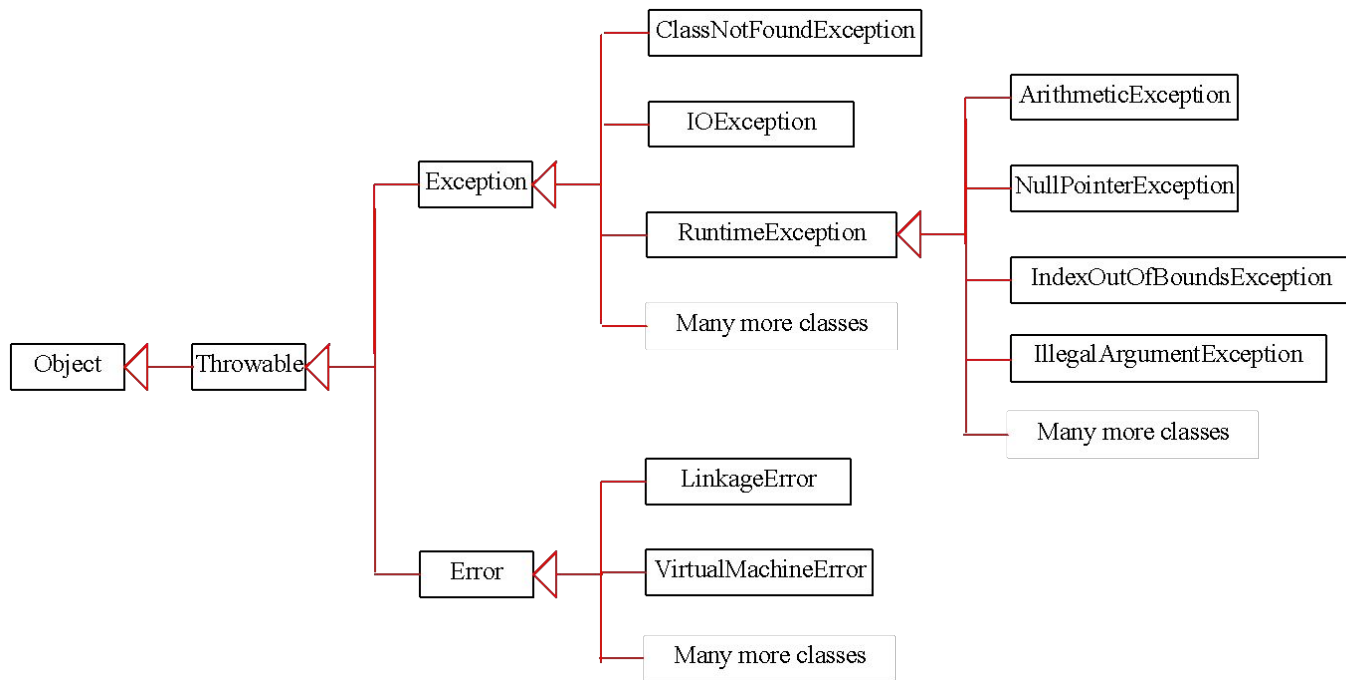 ClassNotFoundException
ArithmeticException
IOException
Exception
NullPointerException
RuntimeException
IndexOutOfBoundsException
Many more classes
Object
Throwable
IllegalArgumentException
Many more classes
LinkageError
Error
VirtualMachineError
Many more classes